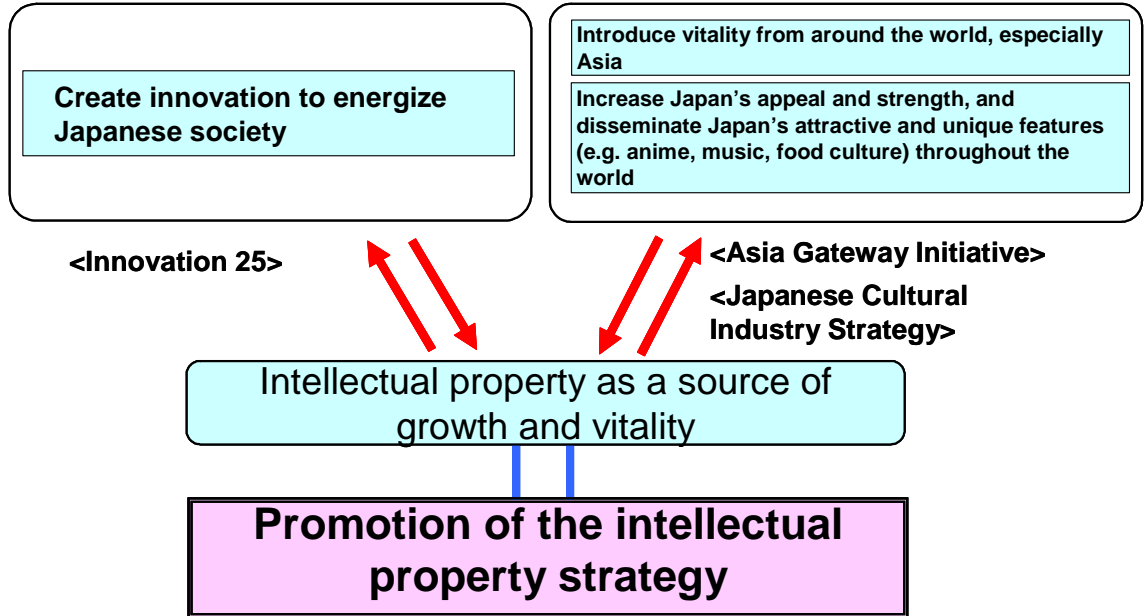 Create innovation to energize
Japanese society
Introduce vitality from around the world, especially
Asia
Increase Japan's appeal and strength, and
disseminate Japan's attractive and unique features
(e.g. anime, music, food culture) throughout the
world
<Innovation 25>
<Asia Gateway Initiative>
<Japanese Cultural
Industry Strategy>
Intellectual property as a source of
growth and vitality
Promotion of the intellectual
property strategy